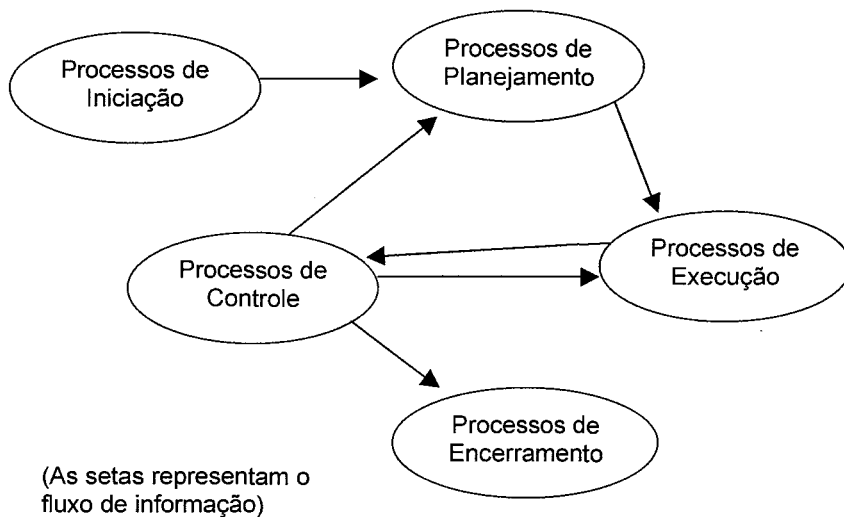 Processos de
Iniciação
Processos de
Planejamento
Processos de
Controle
Processos de
Execução
Processos de
Encerramento
(As setas representam o
fluxo de informação)